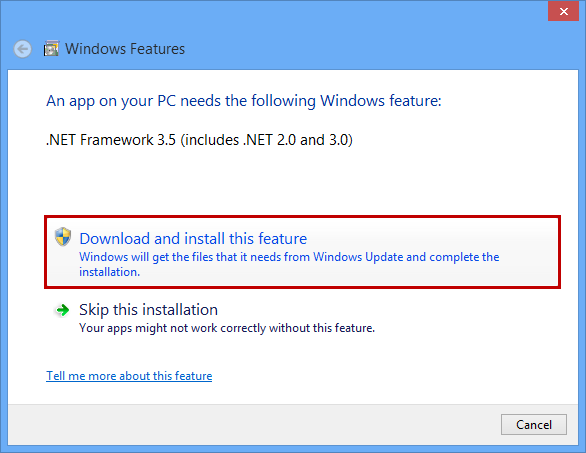 Windows Features
An app on your PC needs the following Windows feature:
.NET Framework 3.5 (includes .NET 2.0 and 3.0)
Download and install this feature
Windows will get the files that it needs from Windows Update and complete the
installation.
Skip this installation
Your apps might not work correctly without this feature.
Tell me more about this feature
Cancel